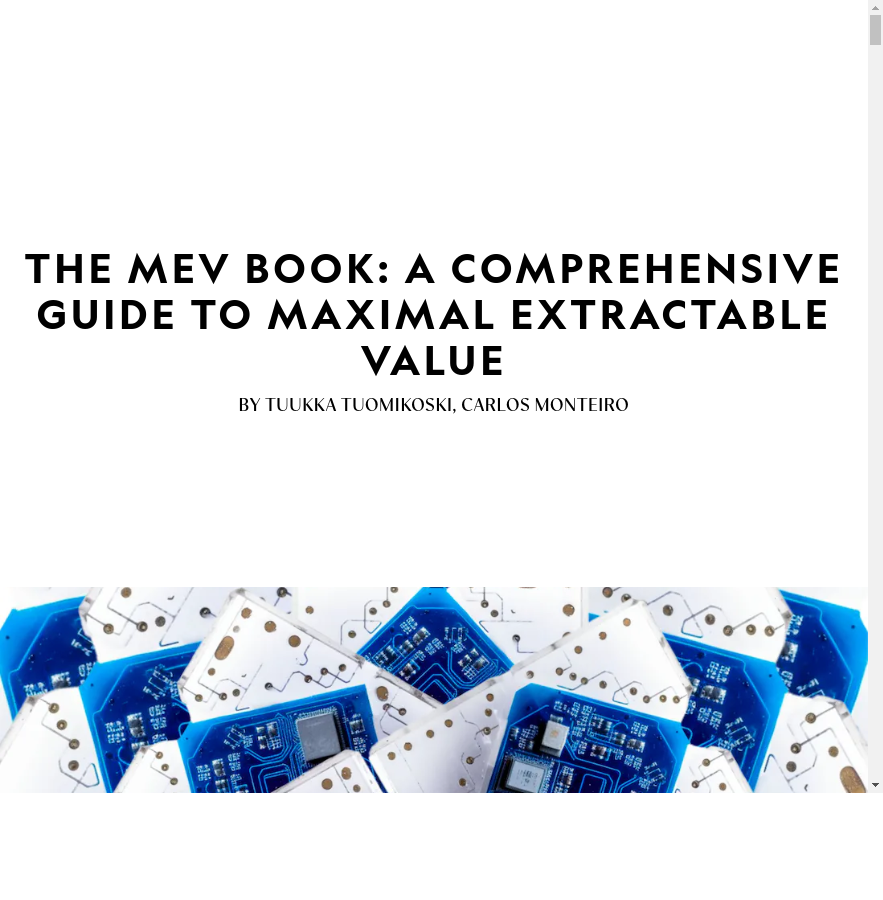 THE MEV BOOK: A COMPREHENSIVE
GUIDE TO MAXIMAL EXTRACTABLE
VALUE
BY TUUKKA TUOMIKOSKI, CARLOS MONTEIRO